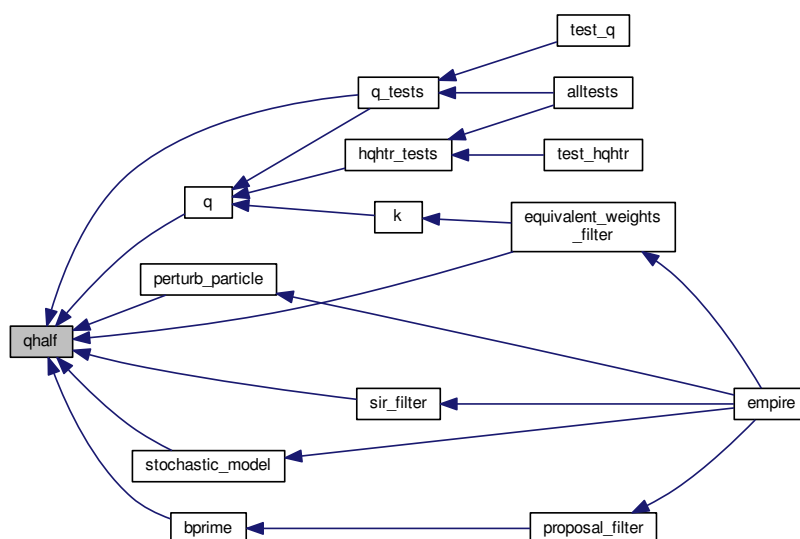 test_q
q_tests
alltests
hqhtr_tests
test_hqhtr
q
k
equivalent_weights
_filter
perturb_particle
qhalf
sir_filter
empire
stochastic_model
bprime
proposal_filter